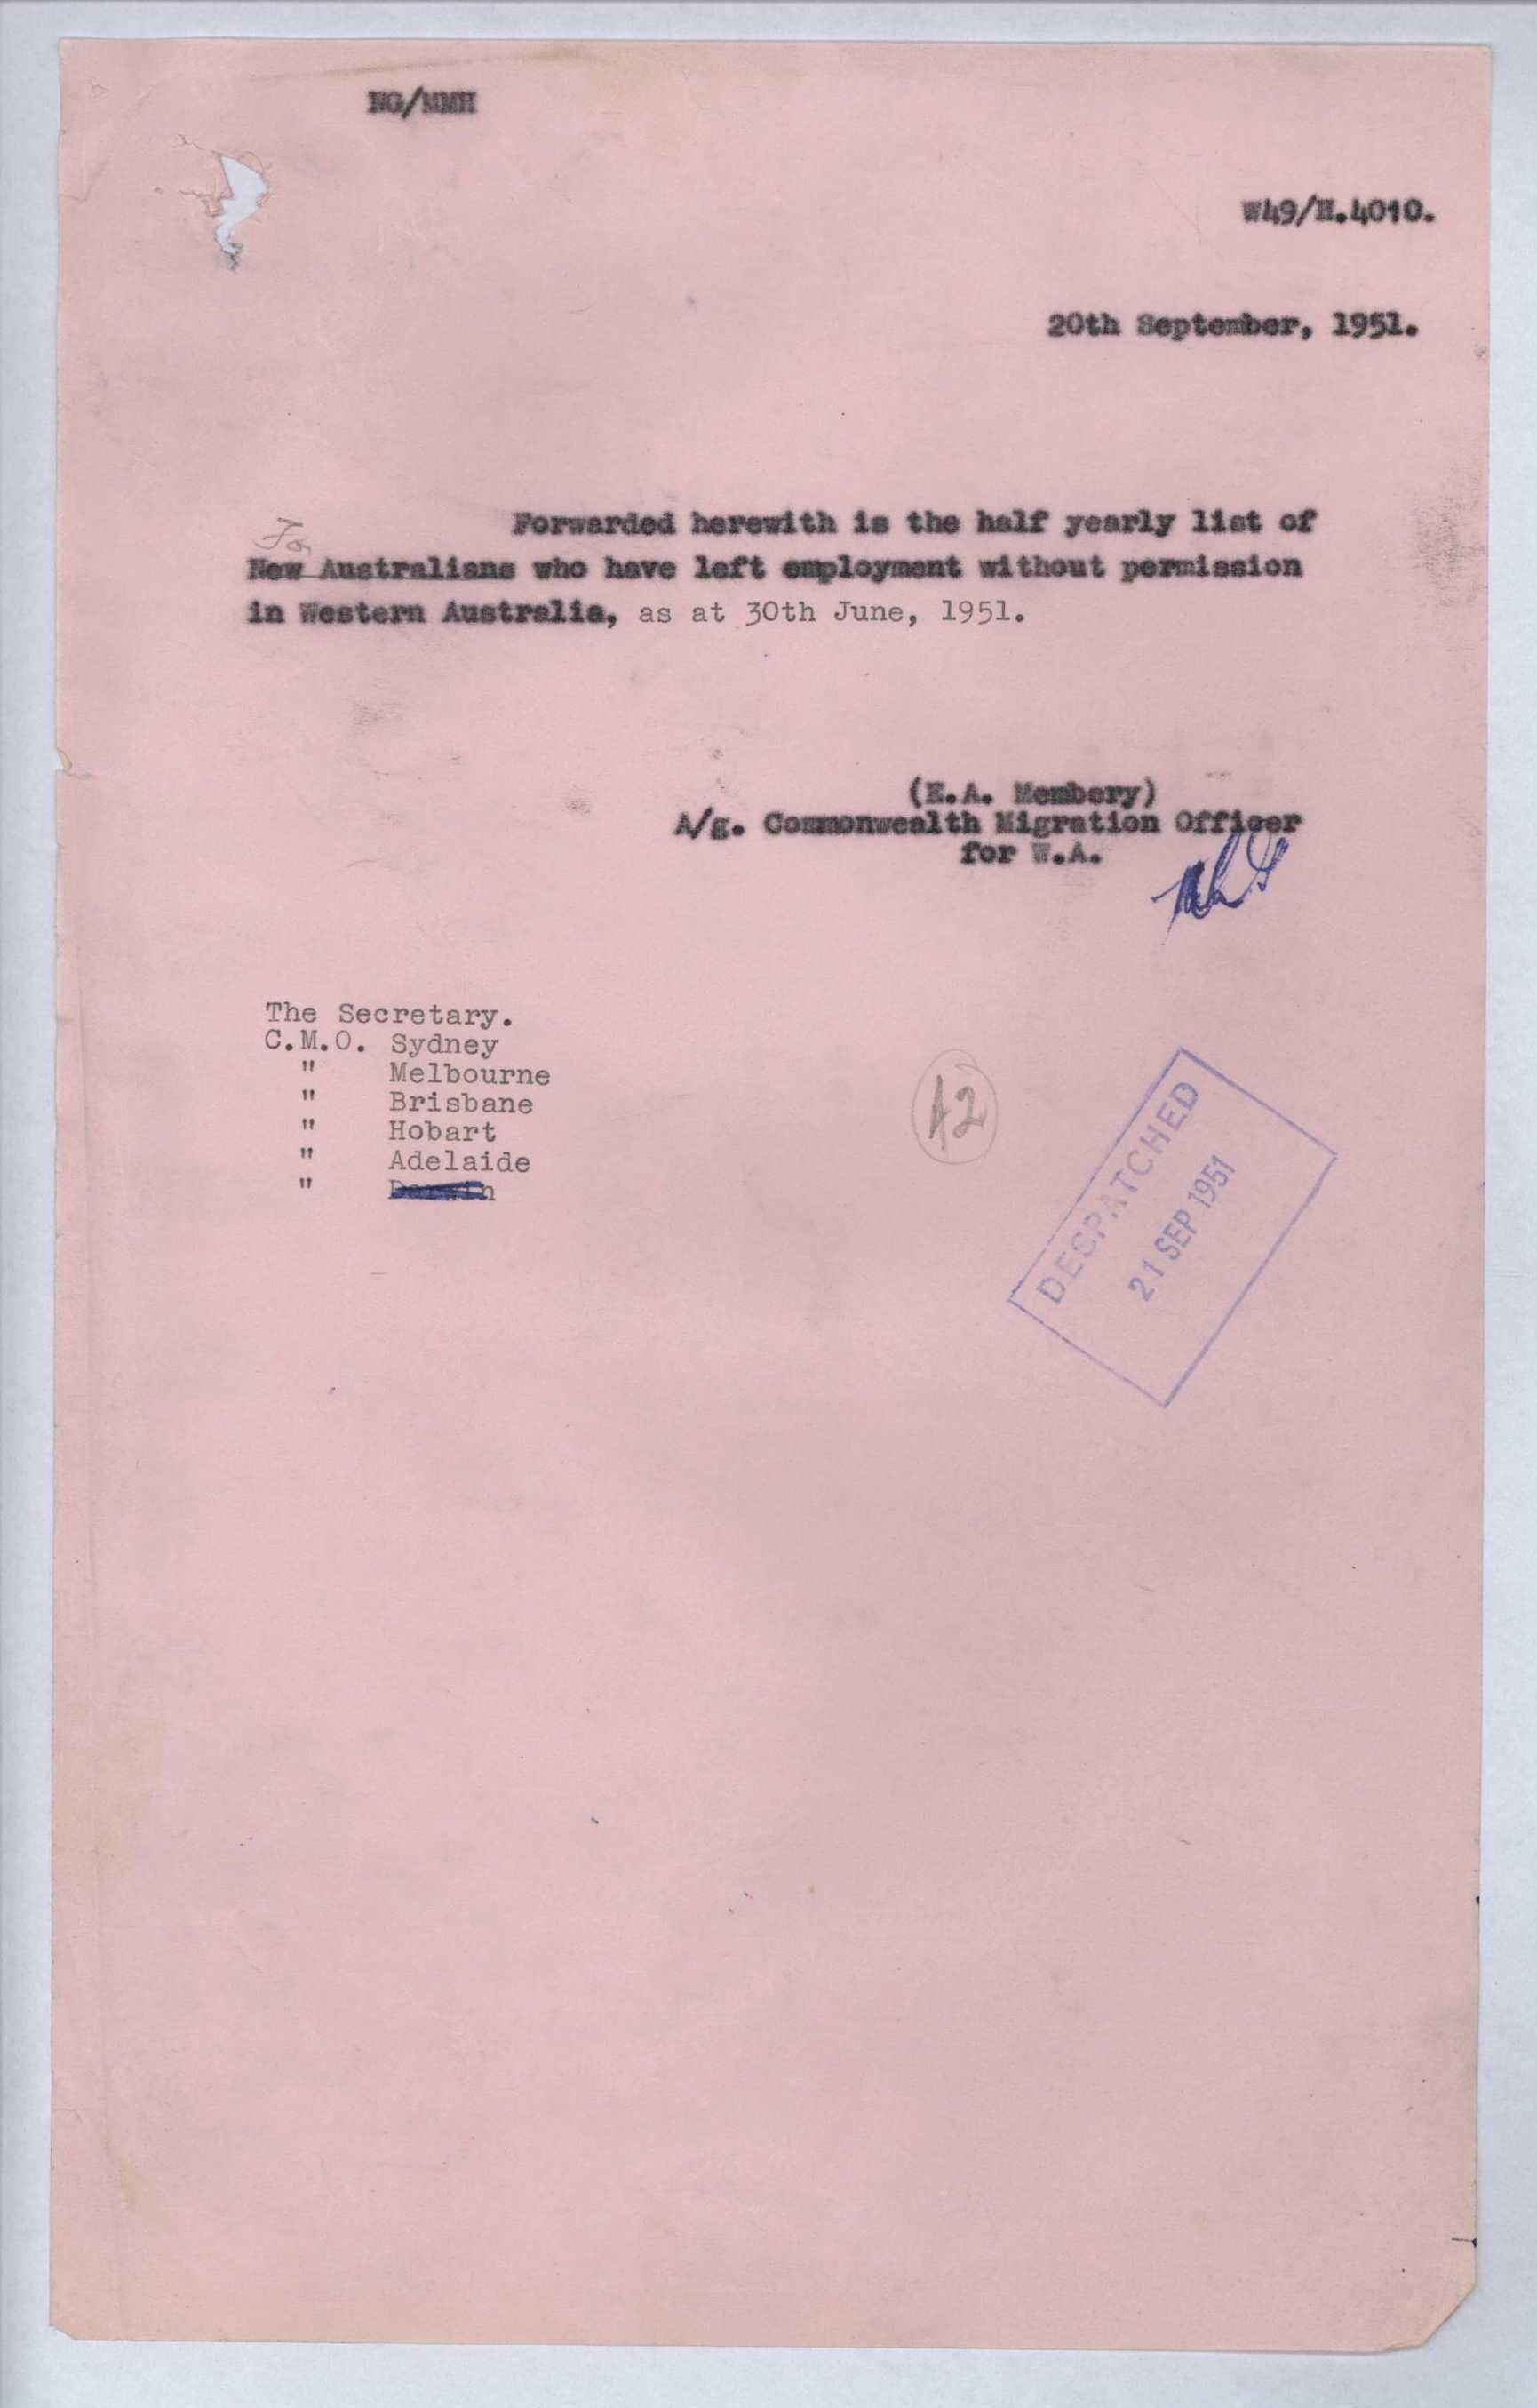 NG/MMH
W49/H.4010.
20th September, 1951.
Forwarded herewith is the half yearly list of
New Australians who have left employment without permission
in Western Australia, as at 30th June, 1951.
(E.A. Membery)
A/g. Commonwealth Migration Officer
for W.A.
The Secretary.
C.M.O. Sydney
" Melbourne
" Brisbane
" Hobart
" Adelaide
" Darwin
42
DESPATCHED
21 SEP 1951